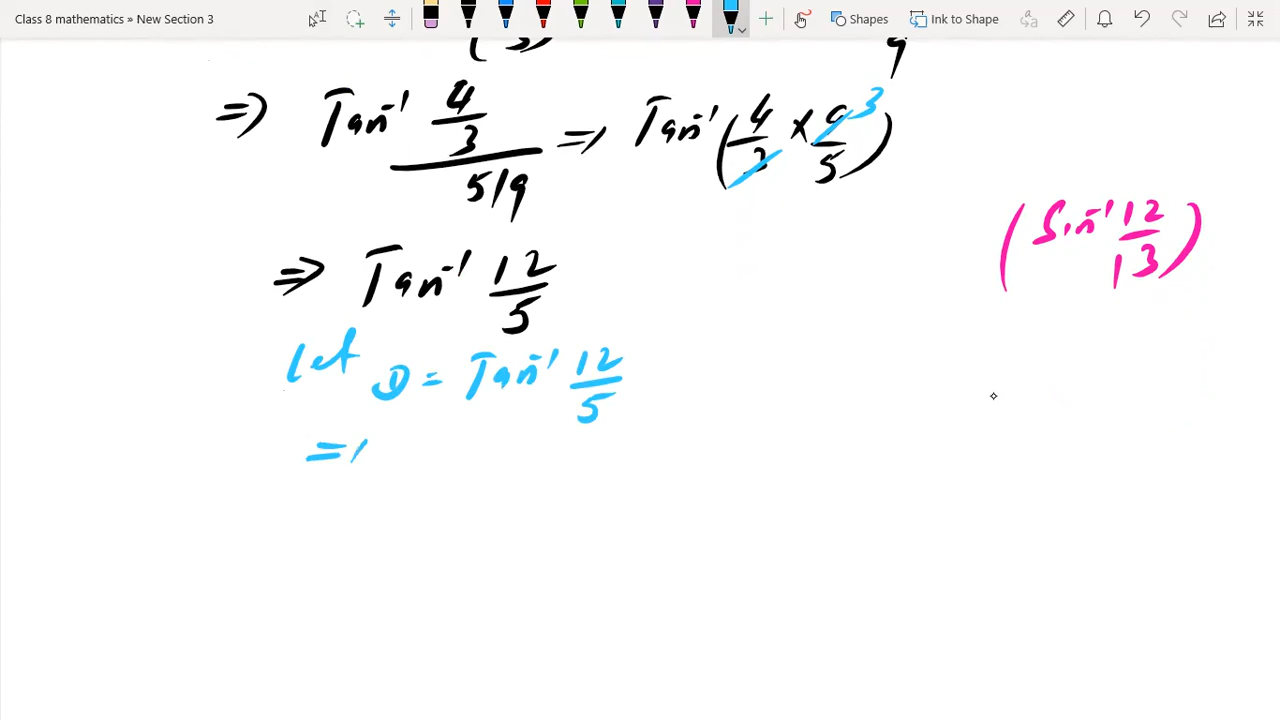 Class 8 mathematics » New Section 3
Shapes
Ink to Shape
=> Tan⁻¹ 4/3 / 5/9 => Tan⁻¹ (4/3 × 9/5) 3
(Sin⁻¹ 12/13)
=> Tan⁻¹ 12/5
let θ = Tan⁻¹ 12/5
=)